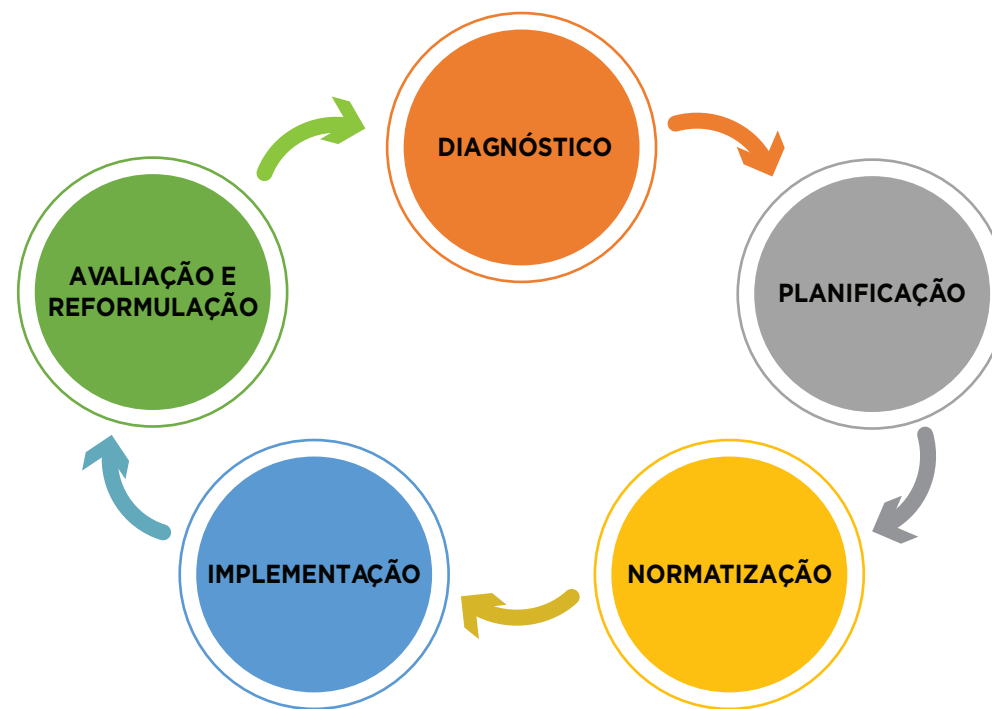 DIAGNÓSTICO
PLANIFICAÇÃO
NORMATIZAÇÃO
IMPLEMENTAÇÃO
AVALIAÇÃO E
REFORMULAÇÃO